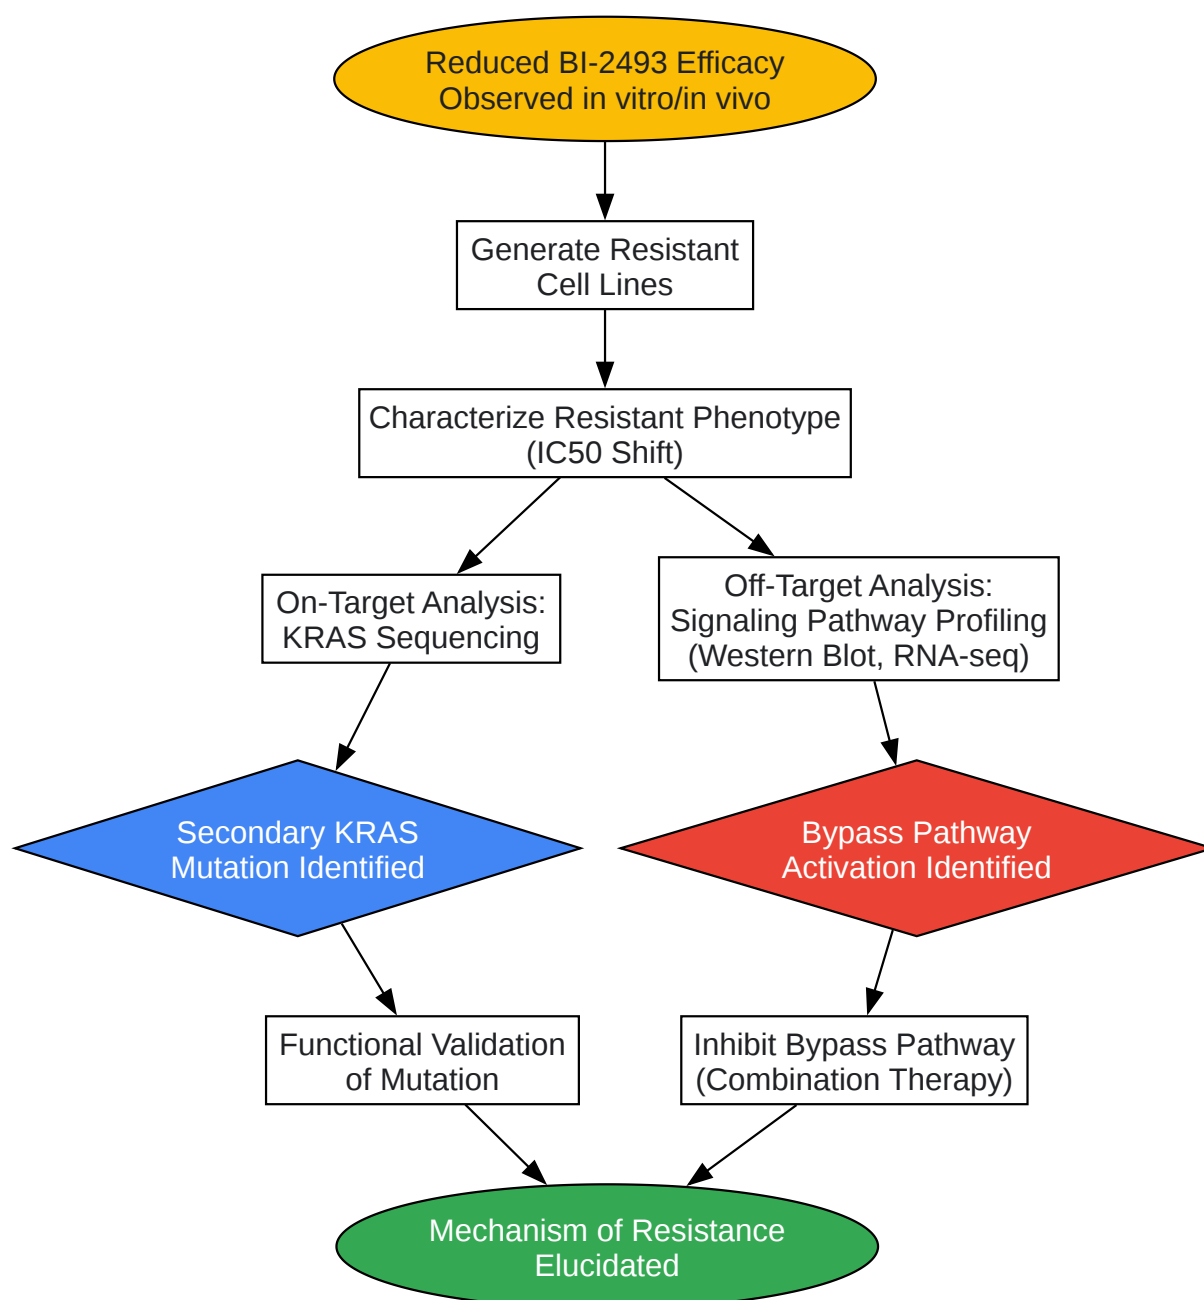 Reduced BI-2493 Efficacy
Observed in vitro/in vivo
Generate Resistant
Cell Lines
Characterize Resistant Phenotype
(IC50 Shift)
On-Target Analysis:
KRAS Sequencing
Off-Target Analysis:
Signaling Pathway Profiling
(Western Blot, RNA-seq)
Secondary KRAS
Mutation Identified
Bypass Pathway
Activation Identified
Functional Validation
of Mutation
Inhibit Bypass Pathway
(Combination Therapy)
Mechanism of Resistance
Elucidated